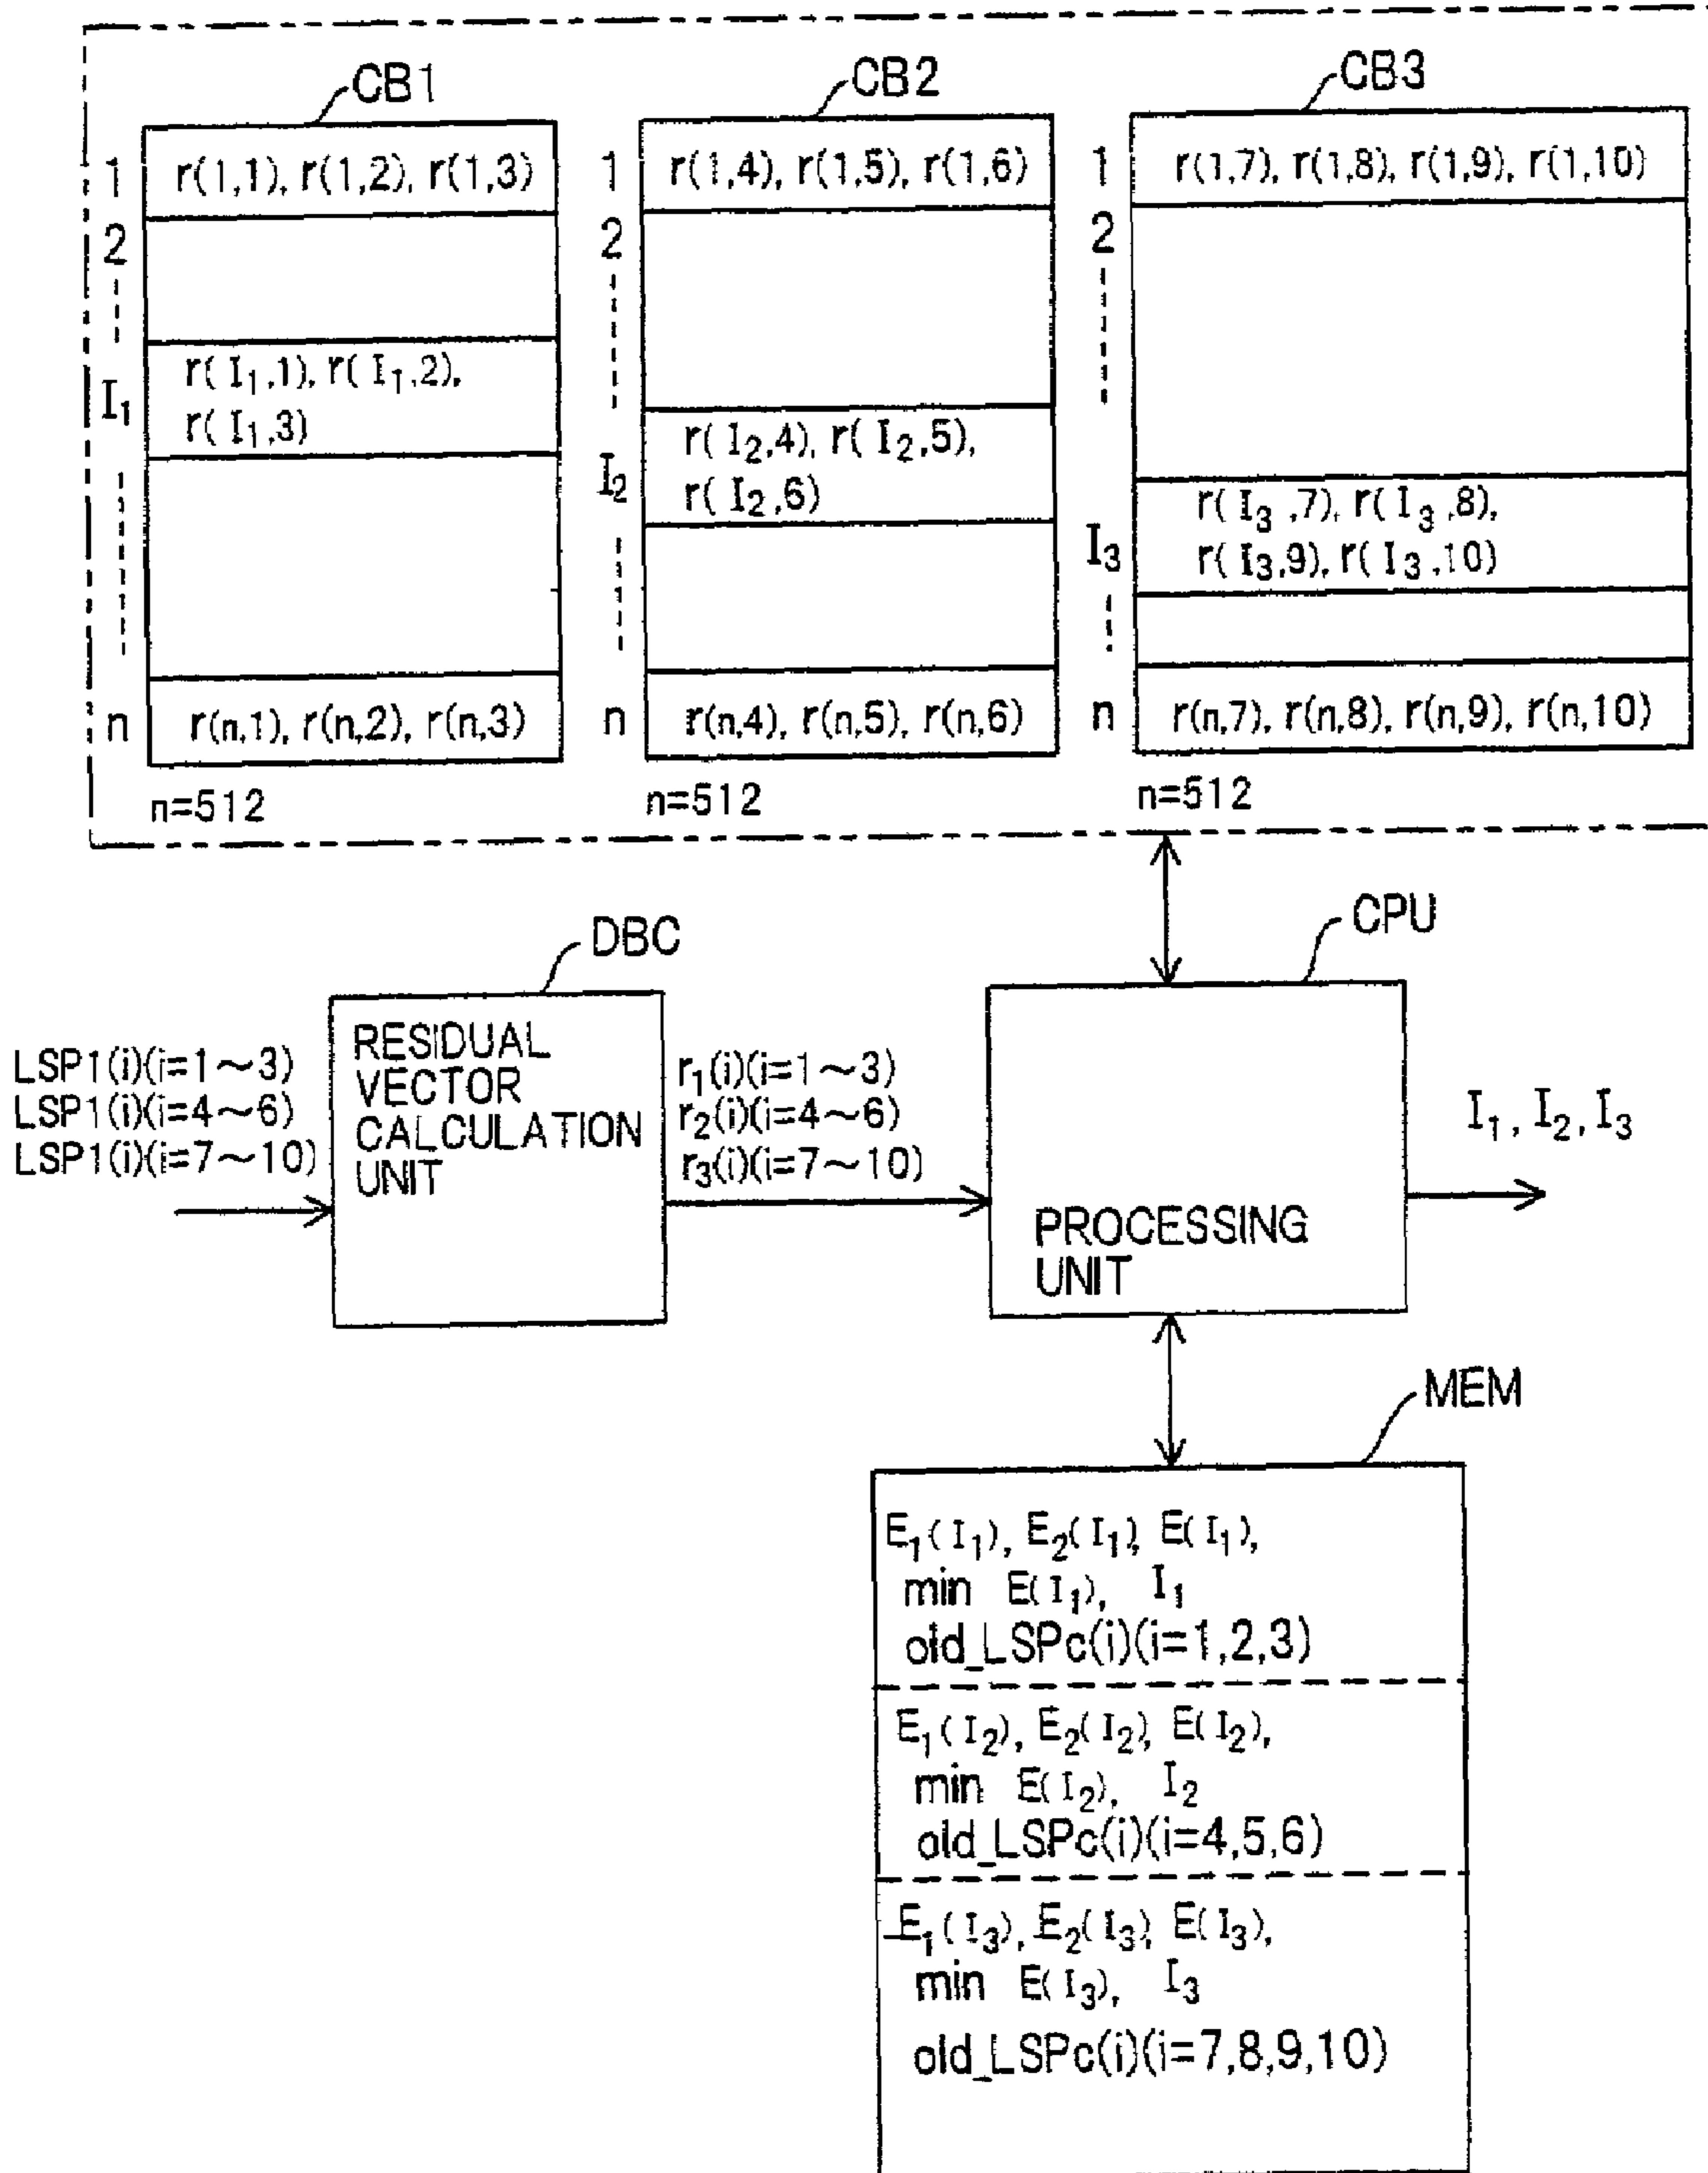 CB1
1
r(1,1), r(1,2), r(1,3)
2
I₁
r( I₁,1), r( I₁,2),
r( I₁,3)
n
r(n,1), r(n,2), r(n,3)
n=512
CB2
1
r(1,4), r(1,5), r(1,6)
2
I₂
r( I₂,4), r( I₂,5),
r( I₂,6)
n
r(n,4), r(n,5), r(n,6)
n=512
CB3
1
r(1,7), r(1,8), r(1,9), r(1,10)
2
I₃
r( I₃,7), r( I₃,8),
r( I₃,9), r( I₃,10)
n
r(n,7), r(n,8), r(n,9), r(n,10)
n=512
LSP1(i)(i=1~3)
LSP1(i)(i=4~6)
LSP1(i)(i=7~10)
DBC
RESIDUAL
VECTOR
CALCULATION
UNIT
r₁(i)(i=1~3)
r₂(i)(i=4~6)
r₃(i)(i=7~10)
CPU
PROCESSING
UNIT
I₁, I₂, I₃
MEM
E₁(I₁), E₂(I₁), E(I₁),
min E(I₁), I₁
old_LSPc(i)(i=1,2,3)
E₁(I₂), E₂(I₂), E(I₂),
min E(I₂), I₂
old_LSPc(i)(i=4,5,6)
E₁(I₃), E₂(I₃), E(I₃),
min E(I₃), I₃
old_LSPc(i)(i=7,8,9,10)